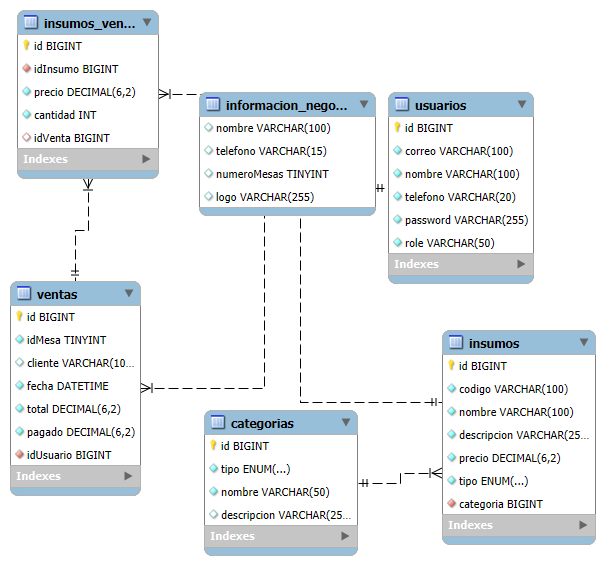 insumos_ven...
id BIGINT
idInsumo BIGINT
precio DECIMAL(6,2)
cantidad INT
idVenta BIGINT
Indexes
informacion_nego...
nombre VARCHAR(100)
telefono VARCHAR(15)
numeroMesas TINYINT
logo VARCHAR(255)
usuarios
id BIGINT
correo VARCHAR(100)
nombre VARCHAR(100)
telefono VARCHAR(20)
password VARCHAR(255)
role VARCHAR(50)
Indexes
ventas
id BIGINT
idMesa TINYINT
cliente VARCHAR(10...
fecha DATETIME
total DECIMAL(6,2)
pagado DECIMAL(6,2)
idUsuario BIGINT
Indexes
categorias
id BIGINT
tipo ENUM(...)
nombre VARCHAR(50)
descripcion VARCHAR(25...
Indexes
insumos
id BIGINT
codigo VARCHAR(100)
nombre VARCHAR(100)
descripcion VARCHAR(25...
precio DECIMAL(6,2)
tipo ENUM(...)
categoria BIGINT
Indexes